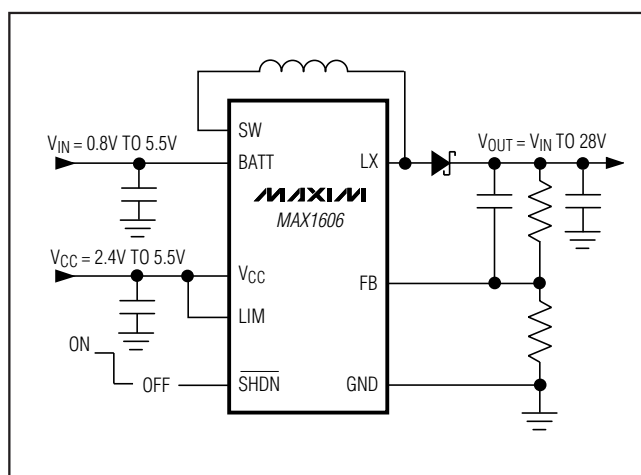 SW
V_IN = 0.8V TO 5.5V
V_OUT = V_IN TO 28V
BATT
LX
MAXIM
MAX1606
V_CC = 2.4V TO 5.5V
V_CC
FB
LIM
ON
OFF
SHDN
GND